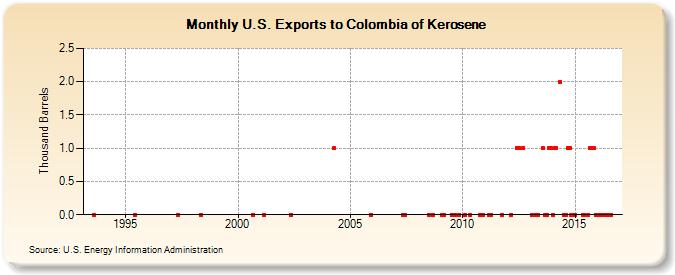 Monthly U.S. Exports to Colombia of Kerosene
Thousand Barrels
2.5
2.0
1.5
1.0
0.5
0.0
1995 2000 2005 2010 2015
Source: U.S. Energy Information Administration